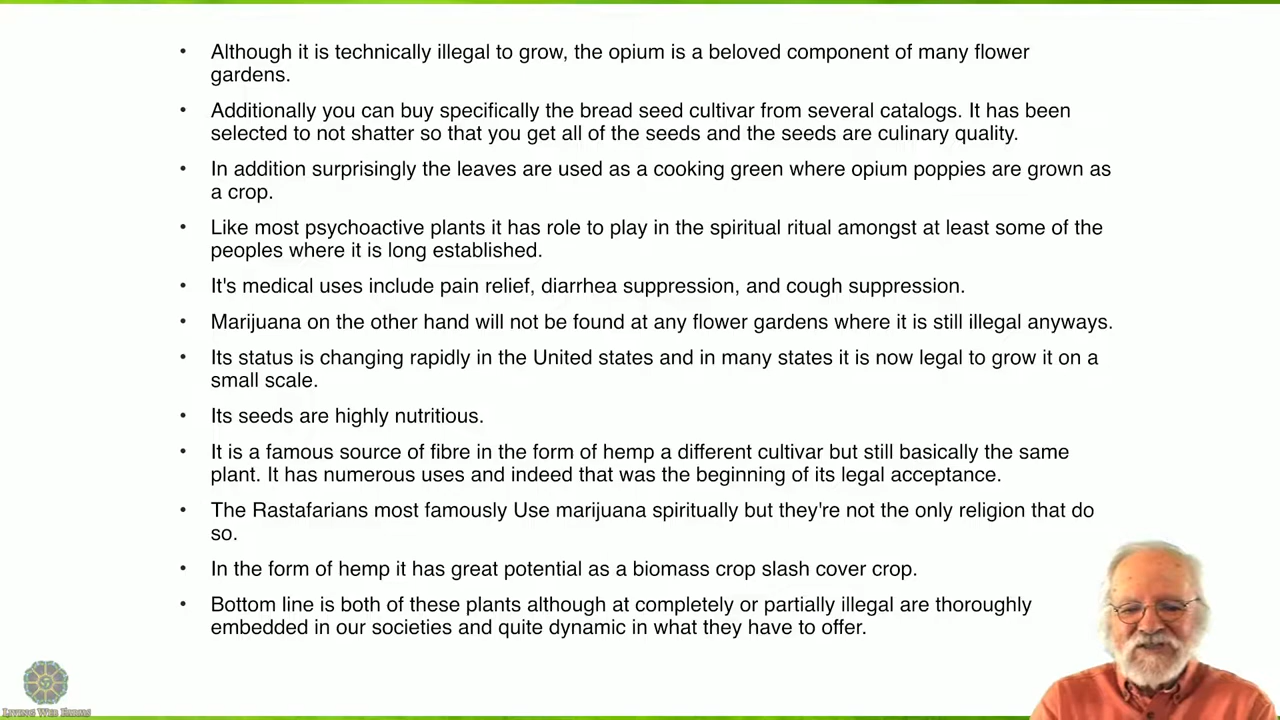 • Although it is technically illegal to grow, the opium is a beloved component of many flower
gardens.
• Additionally you can buy specifically the bread seed cultivar from several catalogs. It has been
selected to not shatter so that you get all of the seeds and the seeds are culinary quality.
• In addition surprisingly the leaves are used as a cooking green where opium poppies are grown as
a crop.
• Like most psychoactive plants it has role to play in the spiritual ritual amongst at least some of the
peoples where it is long established.
• It's medical uses include pain relief, diarrhea suppression, and cough suppression.
• Marijuana on the other hand will not be found at any flower gardens where it is still illegal anyways.
• Its status is changing rapidly in the United states and in many states it is now legal to grow it on a
small scale.
• Its seeds are highly nutritious.
• It is a famous source of fibre in the form of hemp a different cultivar but still basically the same
plant. It has numerous uses and indeed that was the beginning of its legal acceptance.
• The Rastafarians most famously Use marijuana spiritually but they're not the only religion that do
so.
• In the form of hemp it has great potential as a biomass crop slash cover crop.
• Bottom line is both of these plants although at completely or partially illegal are thoroughly
embedded in our societies and quite dynamic in what they have to offer.
Living Web Farms